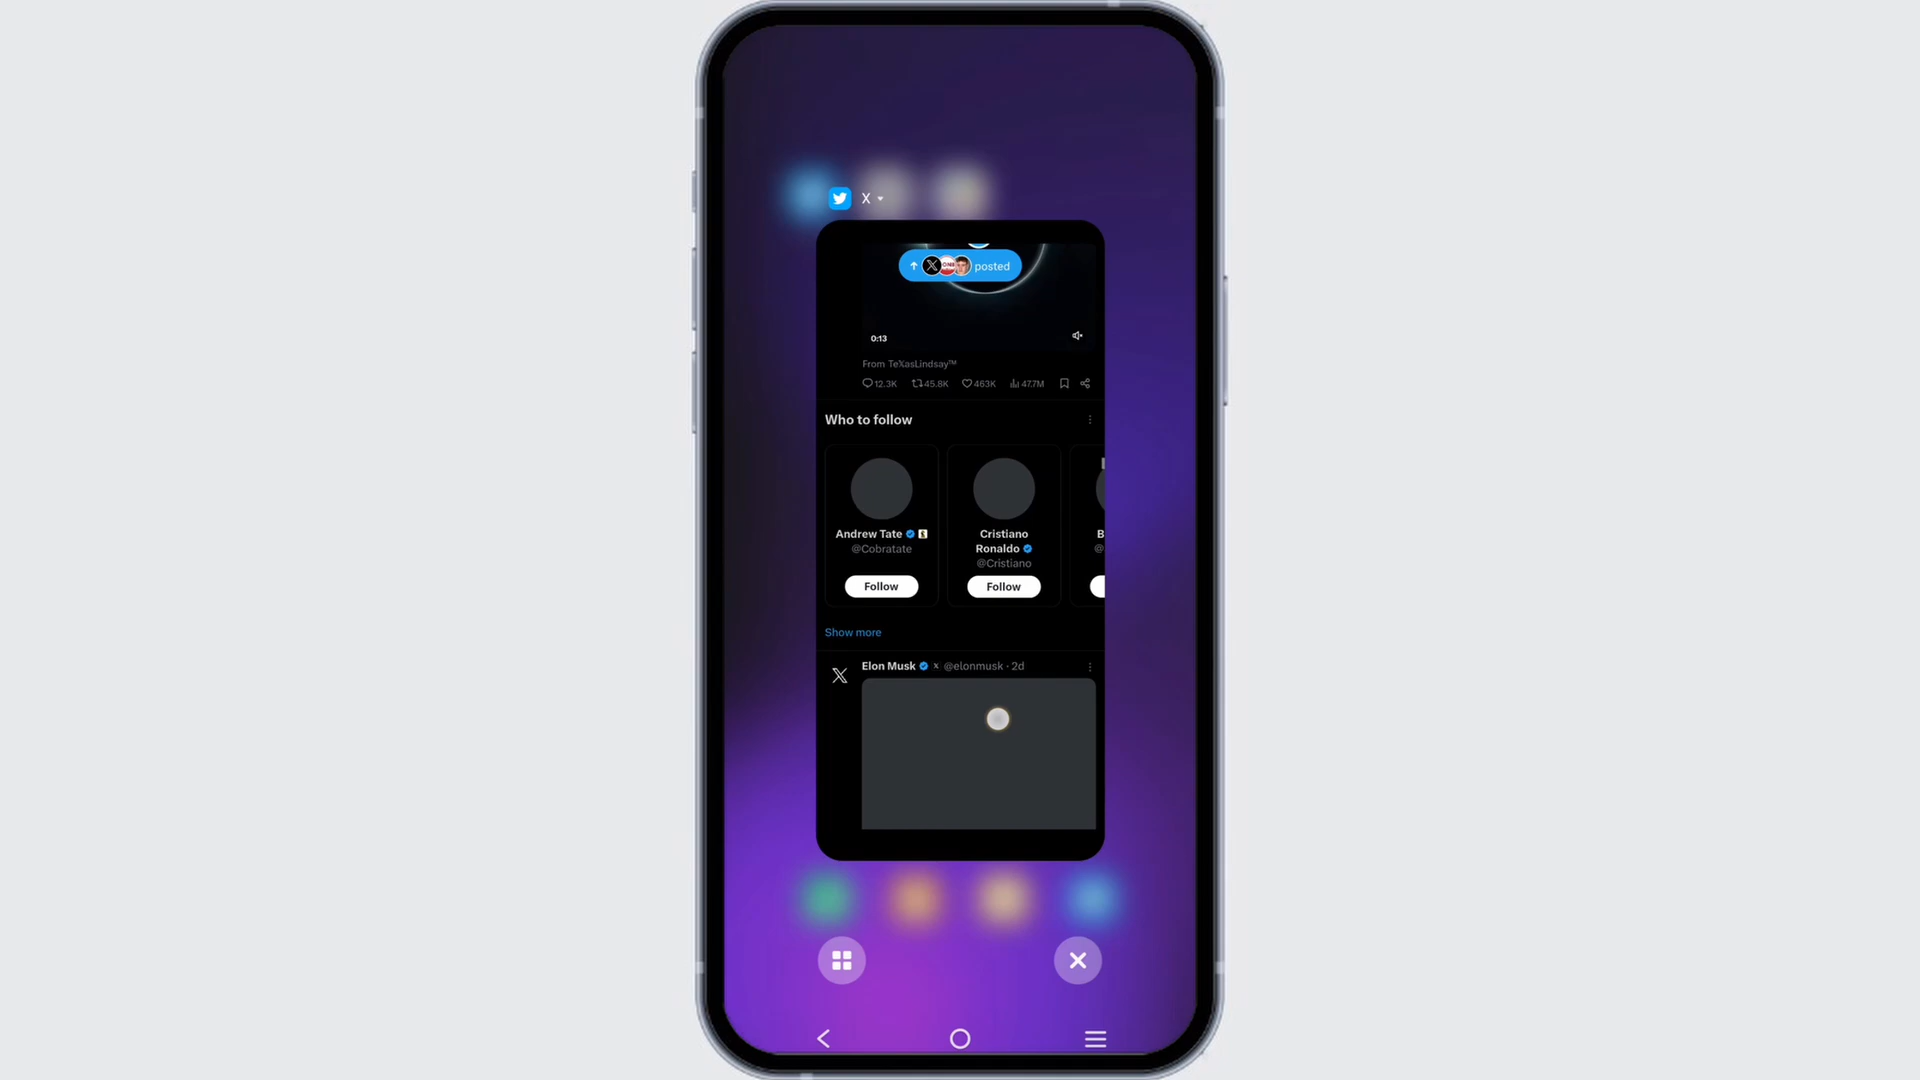 X
posted
0:13
From TeXasLindsay™
12.3K 45.8K 463K 47.7M
Who to follow
Andrew Tate
@Cobratate
Follow
Cristiano
Ronaldo
@Cristiano
Follow
B
@
Show more
Elon Musk @elonmusk · 2d